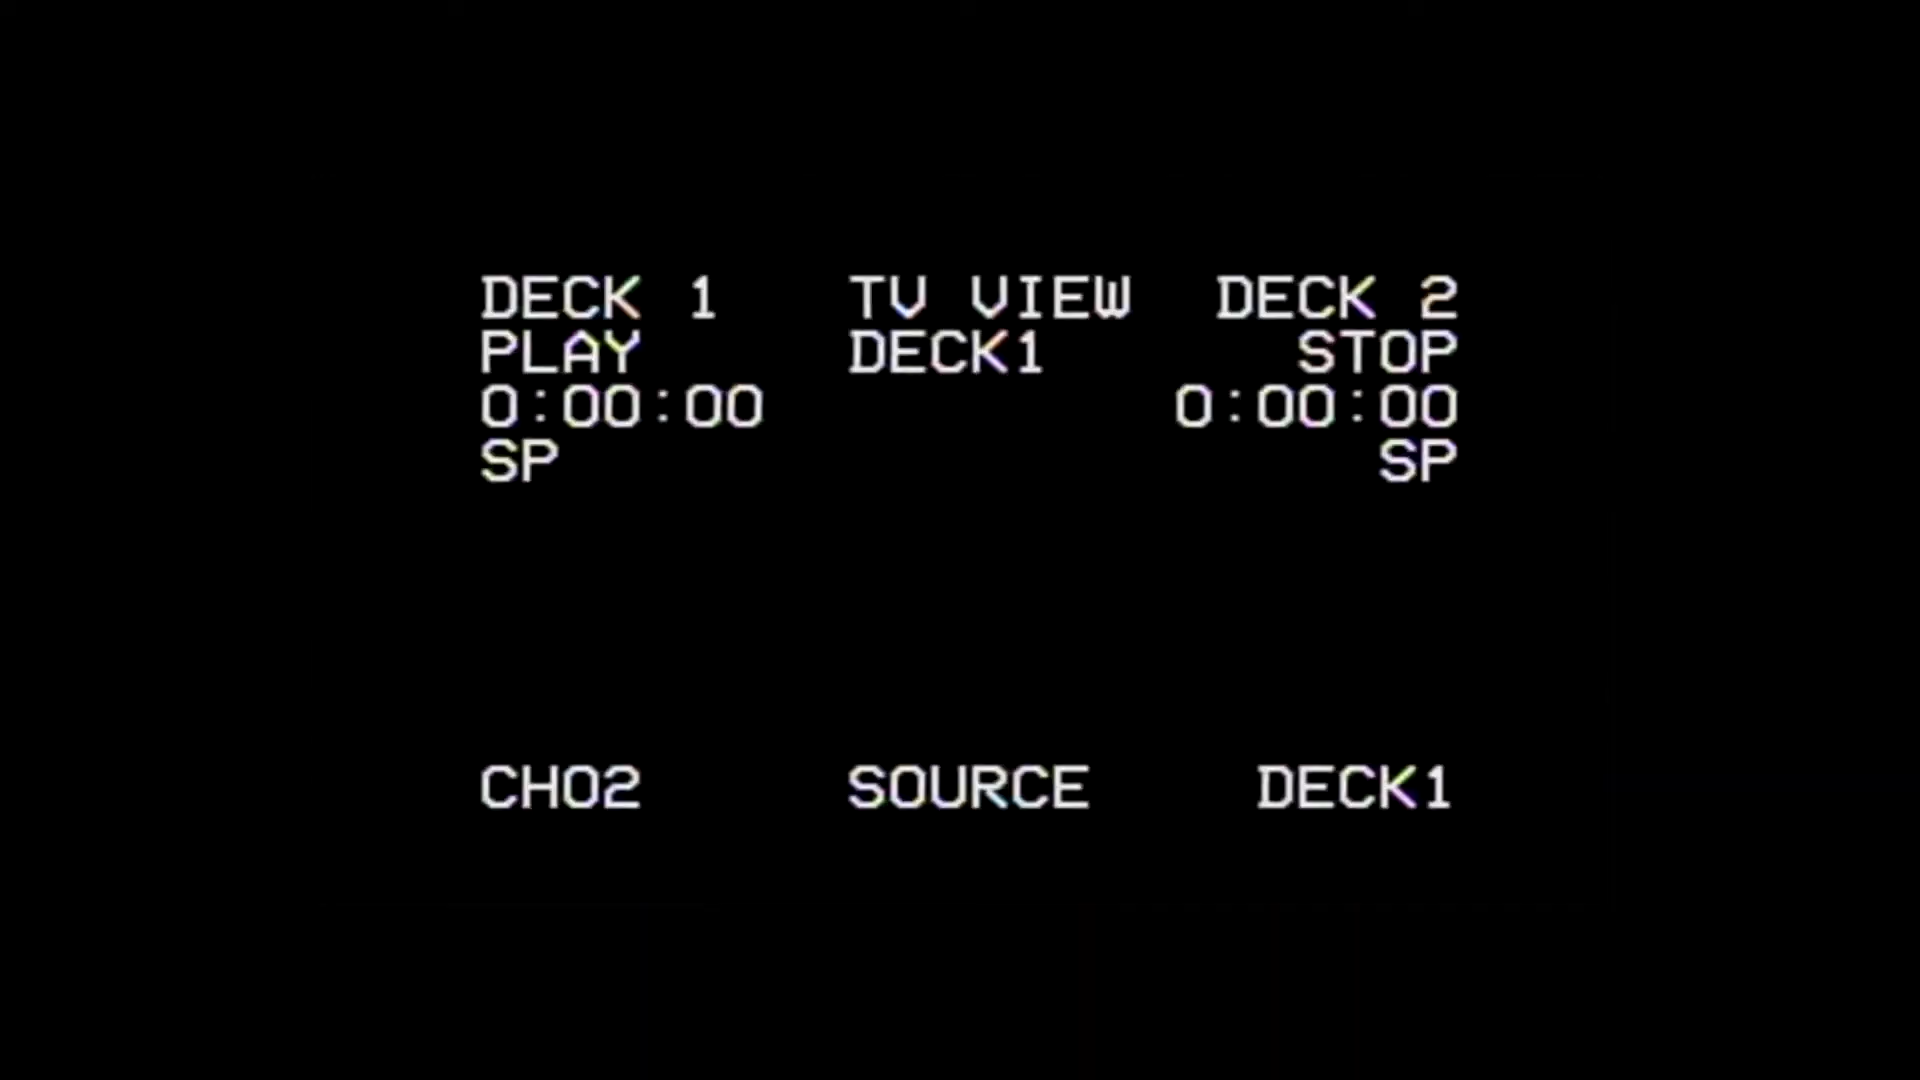 DECK 1 TV VIEW DECK 2
PLAY DECK1 STOP
0:00:00 0:00:00
SP SP
CH02 SOURCE DECK1